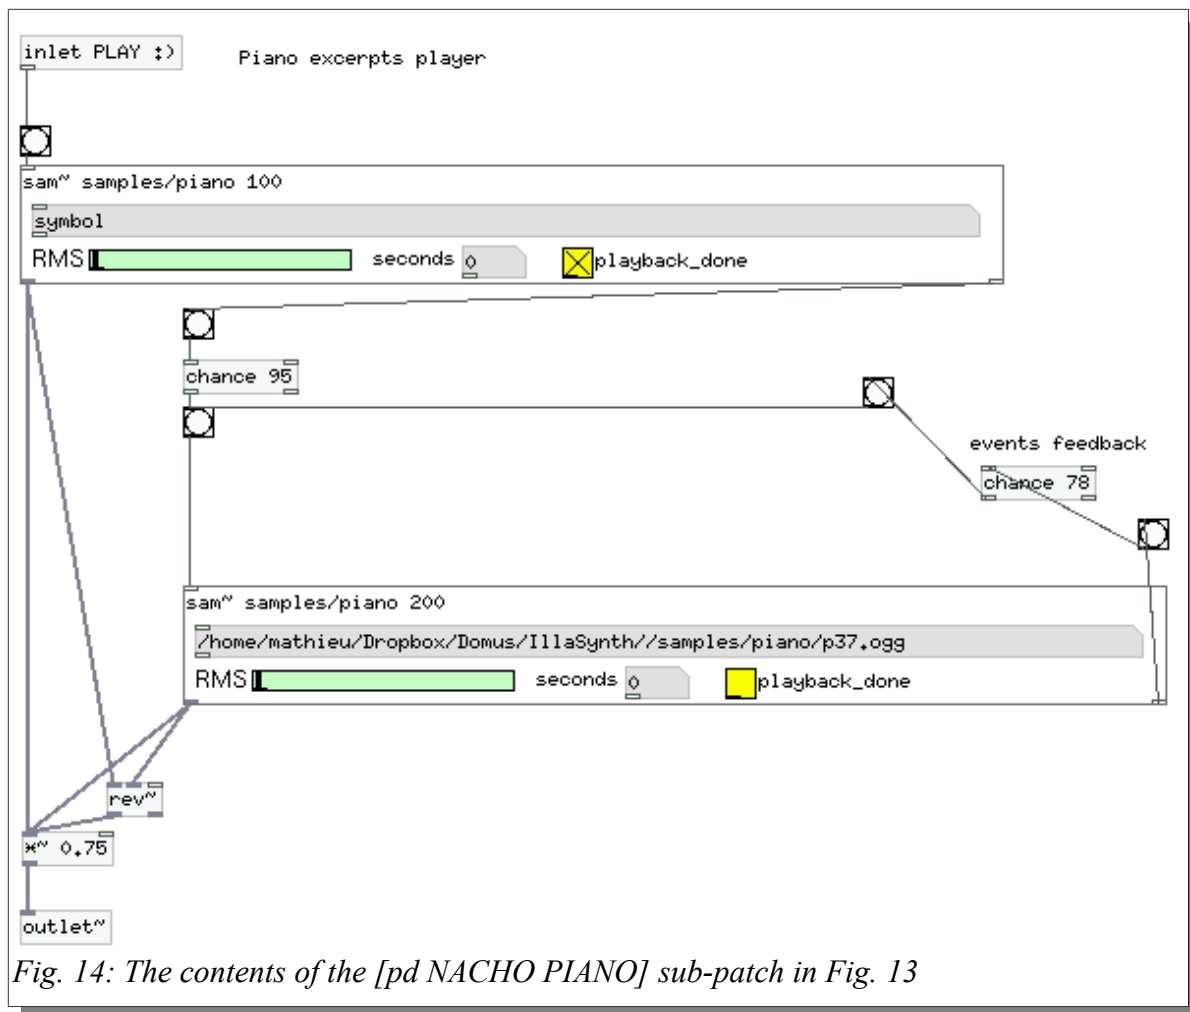 inlet PLAY :)
Piano excerpts player
sam~ samples/piano 100
symbol
RMS seconds 0 playback_done
chance 95
events feedback
chance 78
sam~ samples/piano 200
/home/mathieu/Dropbox/Domus/IllaSynth//samples/piano/p37.ogg
RMS seconds 0 playback_done
rev~
*~ 0.75
outlet~
Fig. 14: The contents of the [pd NACHO PIANO] sub-patch in Fig. 13